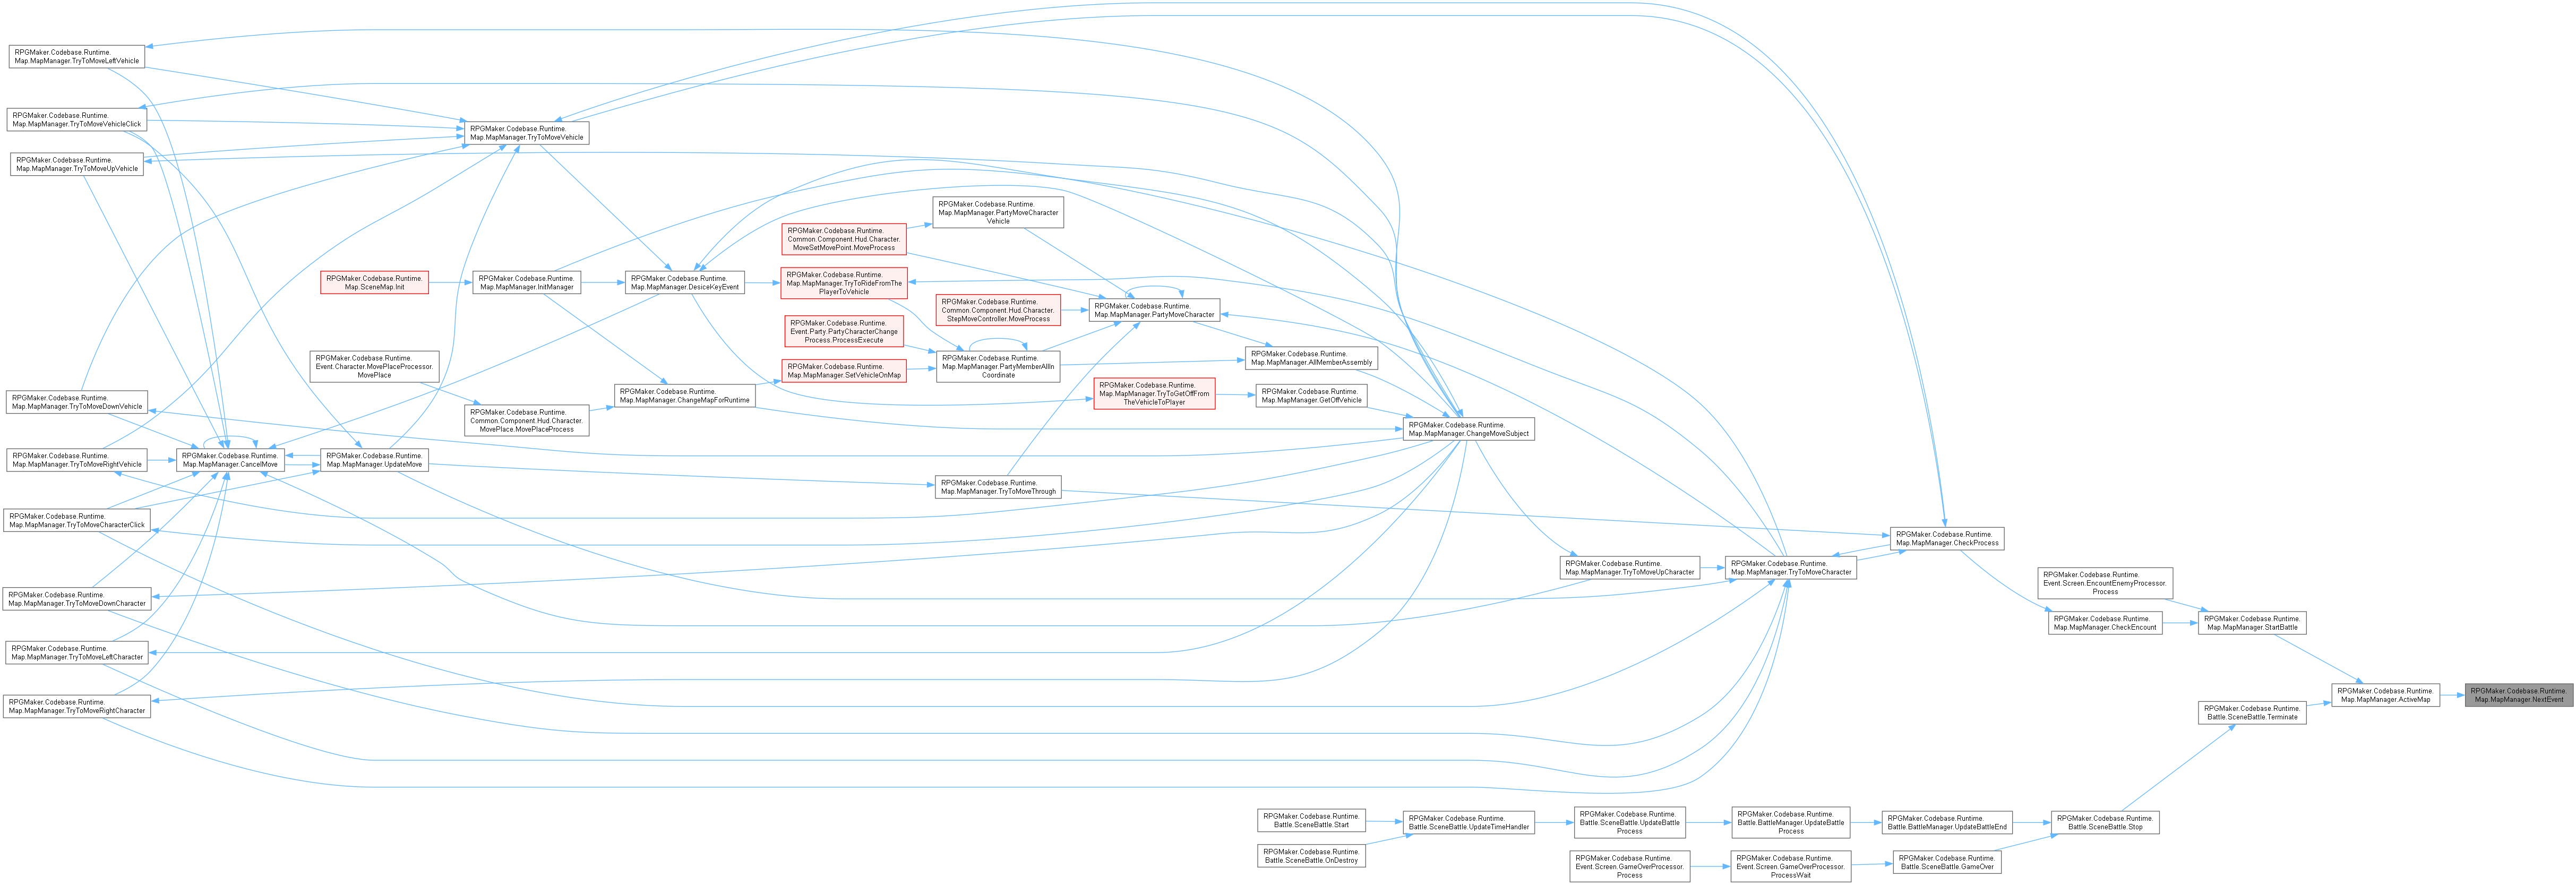 RPGMaker.Codebase.Runtime.
Map.MapManager.TryToMoveLeftVehicle
RPGMaker.Codebase.Runtime.
Map.MapManager.TryToMoveVehicleClick
RPGMaker.Codebase.Runtime.
Map.MapManager.TryToMoveUpVehicle
RPGMaker.Codebase.Runtime.
Map.MapManager.TryToMoveDownVehicle
RPGMaker.Codebase.Runtime.
Map.MapManager.TryToMoveRightVehicle
RPGMaker.Codebase.Runtime.
Map.MapManager.TryToMoveCharacterClick
RPGMaker.Codebase.Runtime.
Map.MapManager.TryToMoveDownCharacter
RPGMaker.Codebase.Runtime.
Map.MapManager.TryToMoveLeftCharacter
RPGMaker.Codebase.Runtime.
Map.MapManager.TryToMoveRightCharacter
RPGMaker.Codebase.Runtime.
Map.MapManager.CancelMove
RPGMaker.Codebase.Runtime.
Map.SceneMap.Init
RPGMaker.Codebase.Runtime.
Event.Character.MovePlaceProcessor.
MovePlace
RPGMaker.Codebase.Runtime.
Map.MapManager.UpdateMove
RPGMaker.Codebase.Runtime.
Map.MapManager.TryToMoveVehicle
RPGMaker.Codebase.Runtime.
Map.MapManager.InitManager
RPGMaker.Codebase.Runtime.
Common.Component.Hud.Character.
MovePlace.MovePlaceProcess
RPGMaker.Codebase.Runtime.
Map.MapManager.DesiceKeyEvent
RPGMaker.Codebase.Runtime.
Map.MapManager.ChangeMapForRuntime
RPGMaker.Codebase.Runtime.
Common.Component.Hud.Character.
MoveSetMovePoint.MoveProcess
RPGMaker.Codebase.Runtime.
Map.MapManager.TryToRideFromThe
PlayerToVehicle
RPGMaker.Codebase.Runtime.
Event.Party.PartyCharacterChange
Process.ProcessExecute
RPGMaker.Codebase.Runtime.
Map.MapManager.SetVehicleOnMap
RPGMaker.Codebase.Runtime.
Map.MapManager.PartyMoveCharacter
Vehicle
RPGMaker.Codebase.Runtime.
Common.Component.Hud.Character.
StepMoveController.MoveProcess
RPGMaker.Codebase.Runtime.
Map.MapManager.PartyMemberAllIn
Coordinate
RPGMaker.Codebase.Runtime.
Map.MapManager.TryToMoveThrough
RPGMaker.Codebase.Runtime.
Map.MapManager.PartyMoveCharacter
RPGMaker.Codebase.Runtime.
Map.MapManager.TryToGetOffFrom
TheVehicleToPlayer
RPGMaker.Codebase.Runtime.
Map.MapManager.AllMemberAssembly
RPGMaker.Codebase.Runtime.
Map.MapManager.GetOffVehicle
RPGMaker.Codebase.Runtime.
Map.MapManager.ChangeMoveSubject
RPGMaker.Codebase.Runtime.
Map.MapManager.TryToMoveUpCharacter
RPGMaker.Codebase.Runtime.
Map.MapManager.TryToMoveCharacter
RPGMaker.Codebase.Runtime.
Map.MapManager.CheckProcess
RPGMaker.Codebase.Runtime.
Event.Screen.EncountEnemyProcessor.
Process
RPGMaker.Codebase.Runtime.
Map.MapManager.CheckEncount
RPGMaker.Codebase.Runtime.
Map.MapManager.StartBattle
RPGMaker.Codebase.Runtime.
Battle.SceneBattle.Terminate
RPGMaker.Codebase.Runtime.
Map.MapManager.ActiveMap
RPGMaker.Codebase.Runtime.
Map.MapManager.NextEvent
RPGMaker.Codebase.Runtime.
Battle.SceneBattle.Start
RPGMaker.Codebase.Runtime.
Battle.SceneBattle.OnDestroy
RPGMaker.Codebase.Runtime.
Battle.SceneBattle.UpdateTimeHandler
RPGMaker.Codebase.Runtime.
Battle.SceneBattle.UpdateBattle
Process
RPGMaker.Codebase.Runtime.
Battle.BattleManager.UpdateBattle
Process
RPGMaker.Codebase.Runtime.
Battle.BattleManager.UpdateBattleEnd
RPGMaker.Codebase.Runtime.
Battle.SceneBattle.Stop
RPGMaker.Codebase.Runtime.
Event.Screen.GameOverProcessor.
Process
RPGMaker.Codebase.Runtime.
Event.Screen.GameOverProcessor.
ProcessWait
RPGMaker.Codebase.Runtime.
Battle.SceneBattle.GameOver